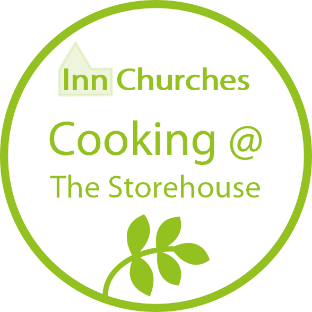 Inn Churches
Cooking @
The Storehouse